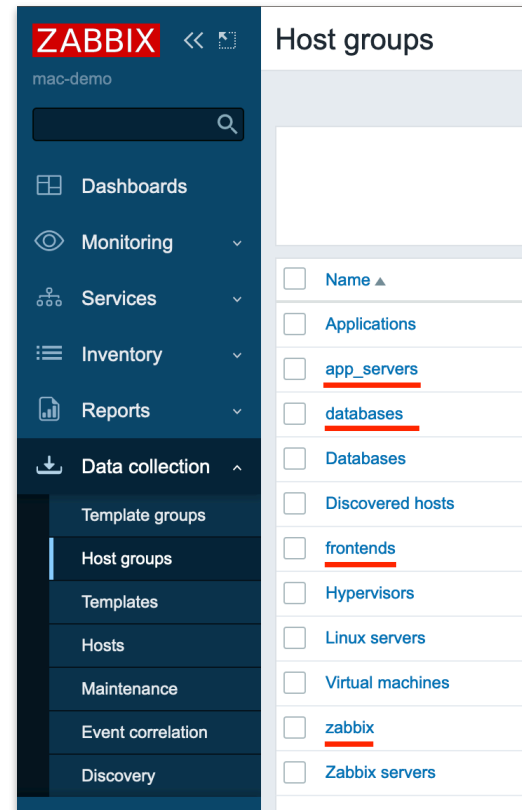 ZABBIX
mac-demo
Dashboards
Monitoring
Services
Inventory
Reports
Data collection
Template groups
Host groups
Templates
Hosts
Maintenance
Event correlation
Discovery
Host groups
Name
Applications
app_servers
databases
Databases
Discovered hosts
frontends
Hypervisors
Linux servers
Virtual machines
zabbix
Zabbix servers